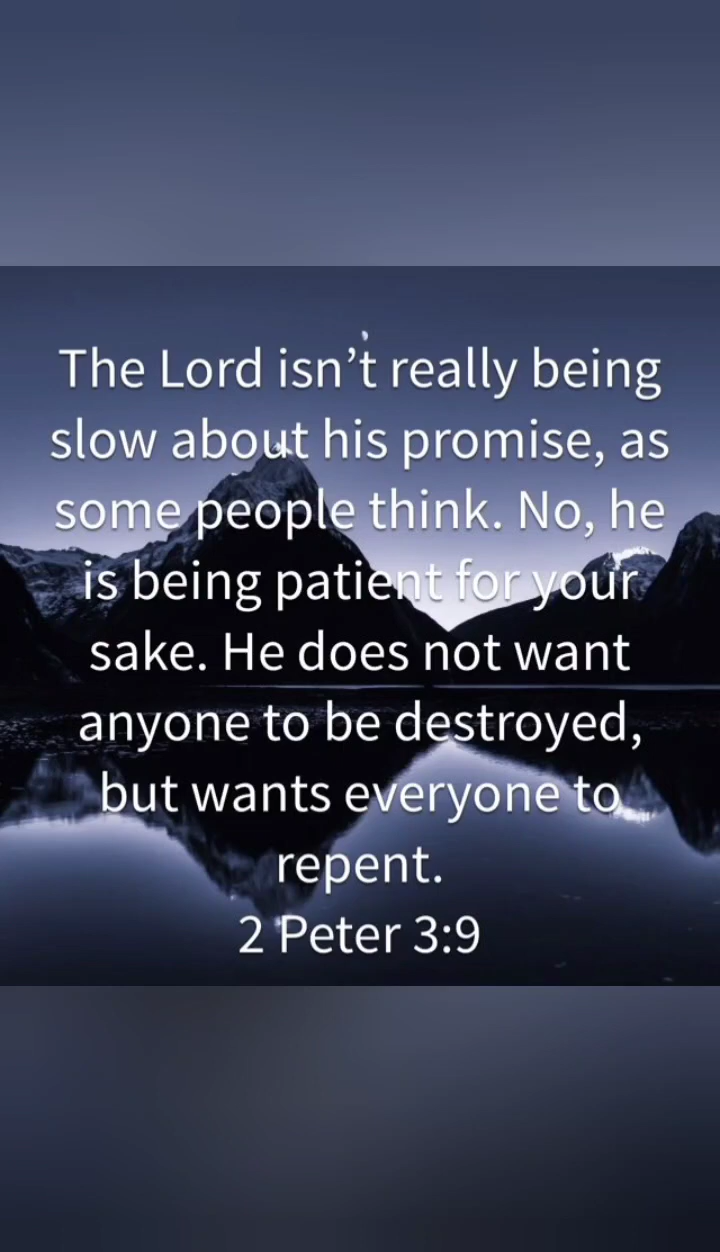 The Lord isn’t really being
slow about his promise, as
some people think. No, he
is being patient for your
sake. He does not want
anyone to be destroyed,
but wants everyone to
repent.
2 Peter 3:9